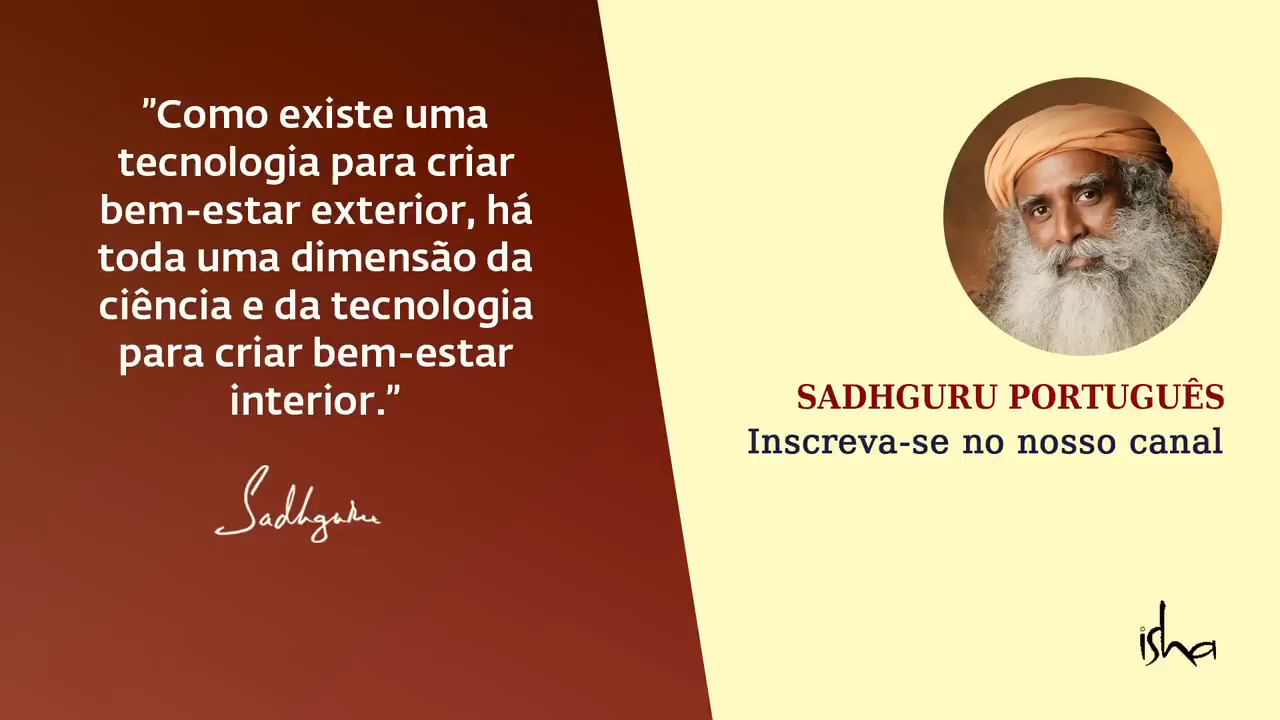 "Como existe uma
tecnologia para criar
bem-estar exterior, há
toda uma dimensão da
ciência e da tecnologia
para criar bem-estar
interior."
Sadhguru
SADHGURU PORTUGUÊS
Inscreva-se no nosso canal
isha